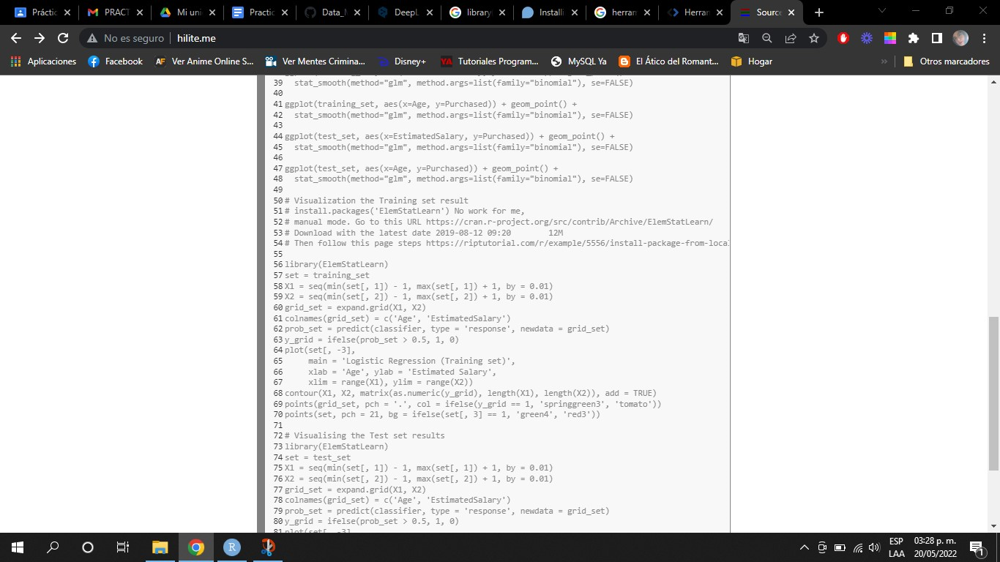 Práctic
PRACT
Mi uni
Practic
Data_M
DeepL
library
Install
herran
Herran
Source
No es seguro
hilite.me
Aplicaciones
Facebook
Ver Anime Online S...
Ver Mentes Crimina...
Disney+
Tutoriales Program...
MySQL Ya
El Ático del Romant...
Hogar
»
Otros marcadores
39   stat_smooth(method="glm", method.args=list(family="binomial"), se=FALSE)
40
41 ggplot(training_set, aes(x=Age, y=Purchased)) + geom_point() +
42   stat_smooth(method="glm", method.args=list(family="binomial"), se=FALSE)
43
44 ggplot(test_set, aes(x=EstimatedSalary, y=Purchased)) + geom_point() +
45   stat_smooth(method="glm", method.args=list(family="binomial"), se=FALSE)
46
47 ggplot(test_set, aes(x=Age, y=Purchased)) + geom_point() +
48   stat_smooth(method="glm", method.args=list(family="binomial"), se=FALSE)
49
50 # Visualization the Training set result
51 # install.packages('ElemStatLearn') No work for me,
52 # manual mode. Go to this URL https://cran.r-project.org/src/contrib/Archive/ElemStatLearn/
53 # Download with the latest date 2019-08-12 09:20        12M
54 # Then follow this page steps https://riptutorial.com/r/example/5556/install-package-from-local
55
56 library(ElemStatLearn)
57 set = training_set
58 X1 = seq(min(set[, 1]) - 1, max(set[, 1]) + 1, by = 0.01)
59 X2 = seq(min(set[, 2]) - 1, max(set[, 2]) + 1, by = 0.01)
60 grid_set = expand.grid(X1, X2)
61 colnames(grid_set) = c('Age', 'EstimatedSalary')
62 prob_set = predict(classifier, type = 'response', newdata = grid_set)
63 y_grid = ifelse(prob_set > 0.5, 1, 0)
64 plot(set[, -3],
65      main = 'Logistic Regression (Training set)',
66      xlab = 'Age', ylab = 'Estimated Salary',
67      xlim = range(X1), ylim = range(X2))
68 contour(X1, X2, matrix(as.numeric(y_grid), length(X1), length(X2)), add = TRUE)
69 points(grid_set, pch = '.', col = ifelse(y_grid == 1, 'springgreen3', 'tomato'))
70 points(set, pch = 21, bg = ifelse(set[, 3] == 1, 'green4', 'red3'))
71
72 # Visualising the Test set results
73 library(ElemStatLearn)
74 set = test_set
75 X1 = seq(min(set[, 1]) - 1, max(set[, 1]) + 1, by = 0.01)
76 X2 = seq(min(set[, 2]) - 1, max(set[, 2]) + 1, by = 0.01)
77 grid_set = expand.grid(X1, X2)
78 colnames(grid_set) = c('Age', 'EstimatedSalary')
79 prob_set = predict(classifier, type = 'response', newdata = grid_set)
80 y_grid = ifelse(prob_set > 0.5, 1, 0)
81 plot(set[, -3],
ESP
LAA
03:28 p. m.
20/05/2022
1